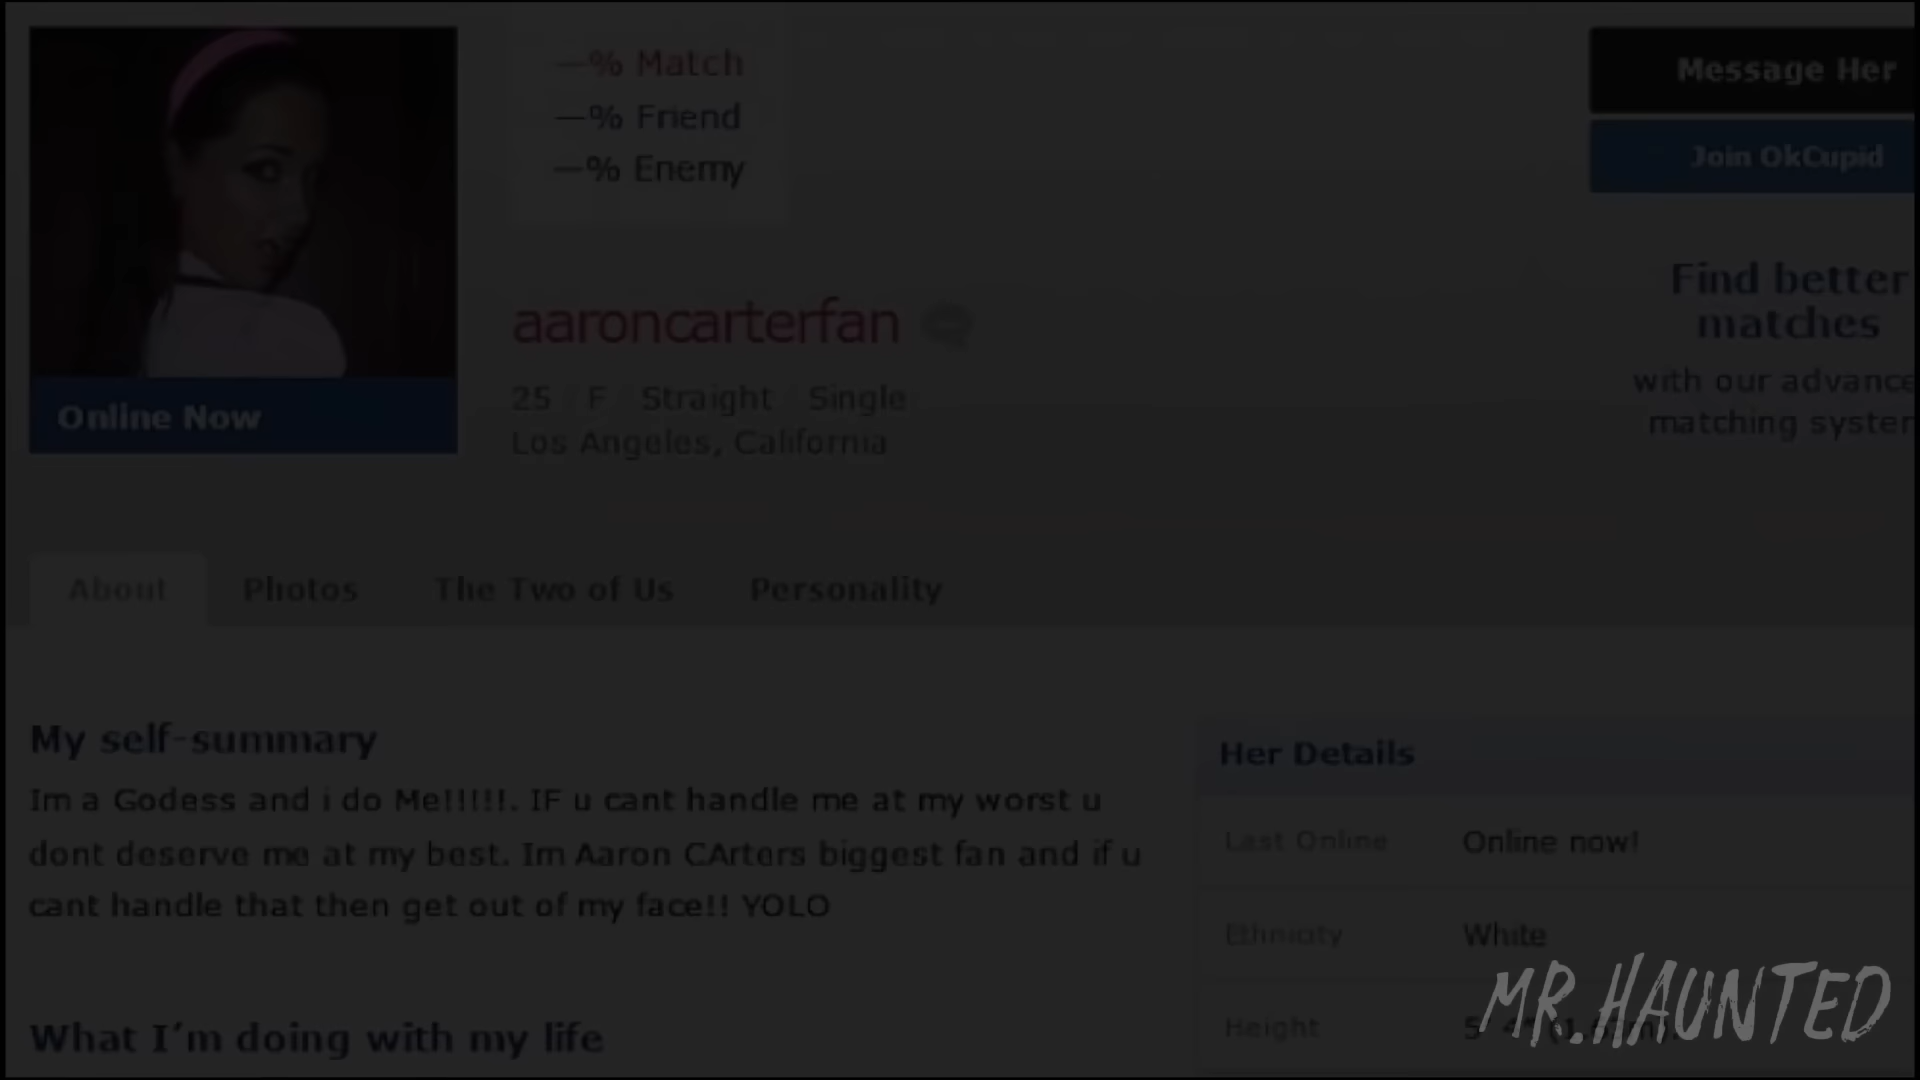 —% Match
—% Friend
—% Enemy
Message Her
Join OkCupid
Find better
matches
with our advance
matching syster
aaroncarterfan
25 / F / Straight / Single
Los Angeles, California
Online Now
About
Photos
The Two of Us
Personality
My self-summary
Im a Godess and i do Me!!!!!. IF u cant handle me at my worst u
dont deserve me at my best. Im Aaron CArters biggest fan and if u
cant handle that then get out of my face!! YOLO
What I'm doing with my life
Her Details
Last Online Online now!
Ethnicity White
Height 5' 4"
MR.HAUNTED